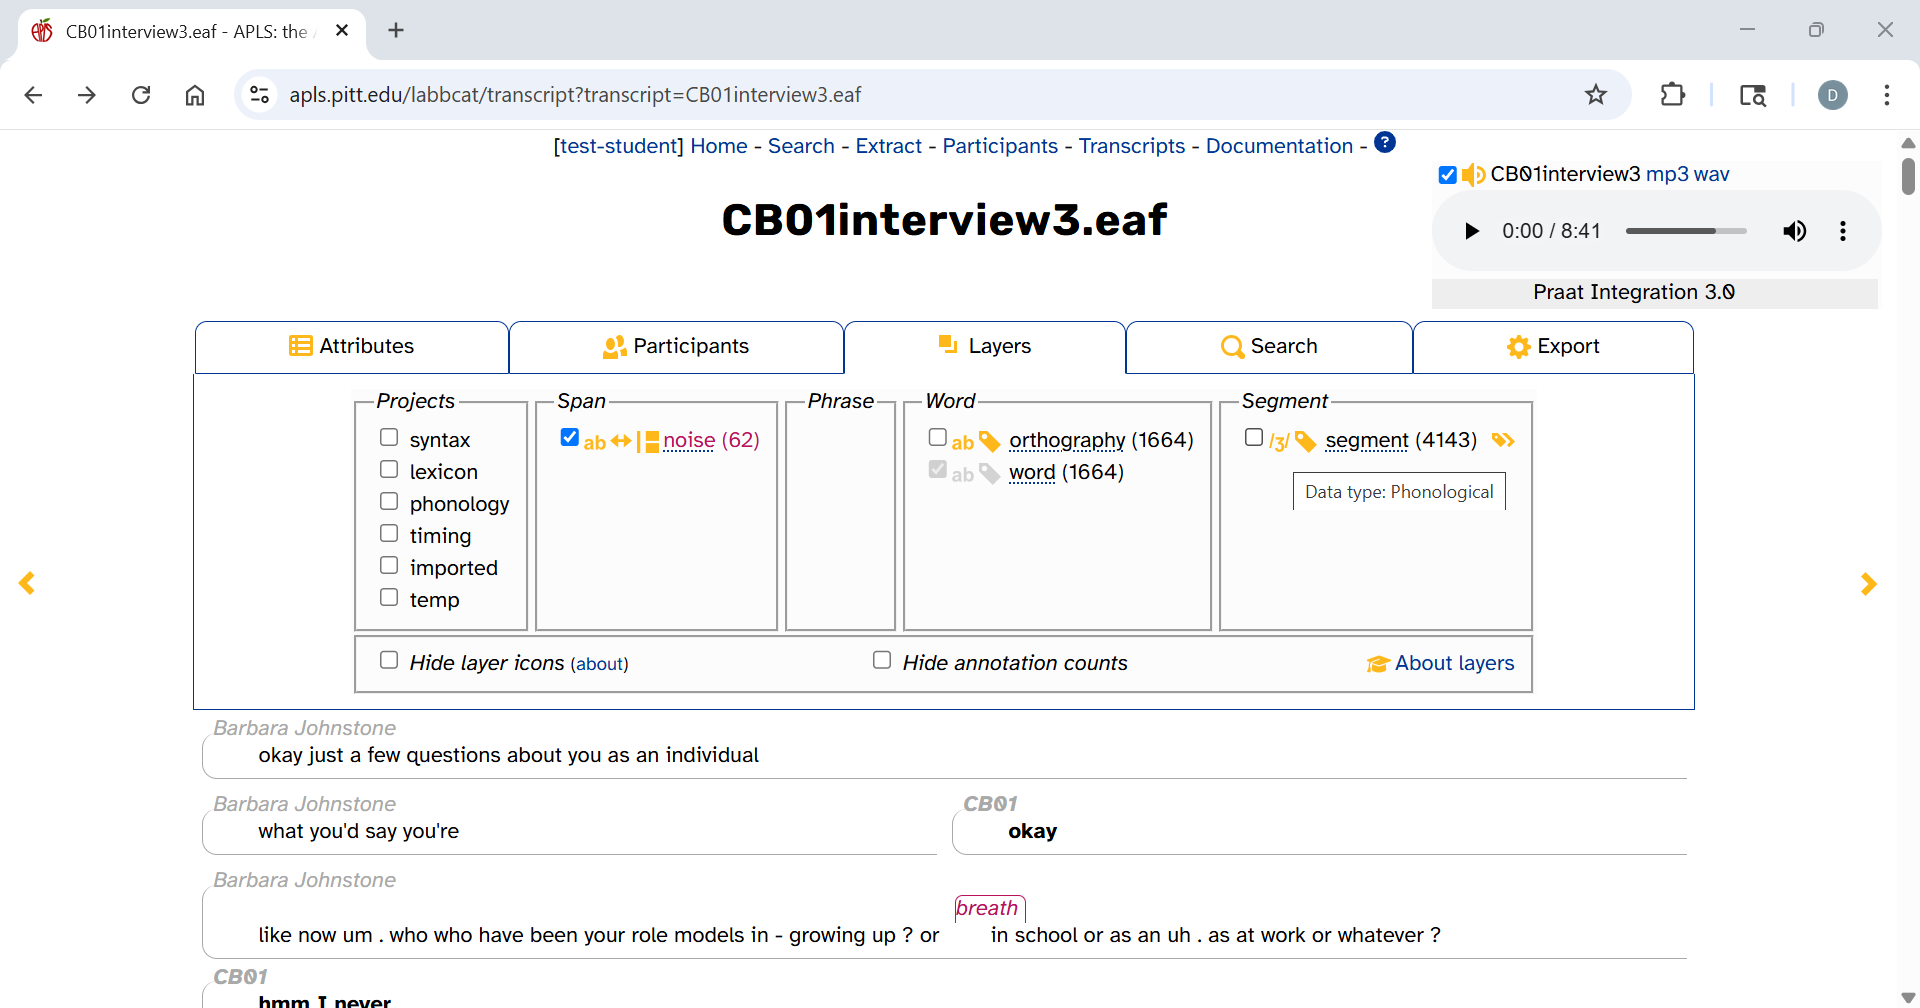 CB01interview3.eaf - APLS: the
apls.pitt.edu/labbcat/transcript?transcript=CB01interview3.eaf
D
[test-student] Home - Search - Extract - Participants - Transcripts - Documentation - ?
CB01interview3 mp3 wav
CB01interview3.eaf
0:00 / 8:41
Praat Integration 3.0
Attributes
Participants
Layers
Search
Export
Projects
syntax
lexicon
phonology
timing
imported
temp
Span
ab noise (62)
Phrase
Word
ab orthography (1664)
ab word (1664)
Segment
/ʒ/ segment (4143)
Data type: Phonological
Hide layer icons (about)
Hide annotation counts
About layers
Barbara Johnstone
okay just a few questions about you as an individual
Barbara Johnstone
what you'd say you're
CB01
okay
Barbara Johnstone
breath
like now um . who who have been your role models in - growing up ? or in school or as an uh . as at work or whatever ?
CB01
hmm I never